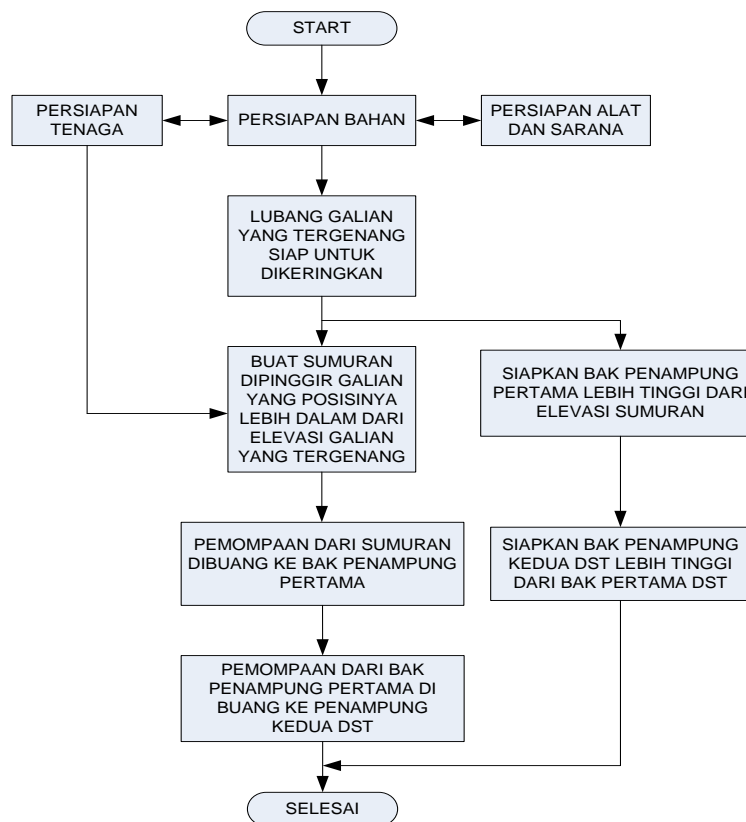 START
PERSIAPAN
TENAGA
PERSIAPAN BAHAN
PERSIAPAN ALAT
DAN SARANA
LUBANG GALIAN
YANG TERGENANG
SIAP UNTUK
DIKERINGKAN
BUAT SUMURAN
DIPINGGIR GALIAN
YANG POSISINYA
LEBIH DALAM DARI
ELEVASI GALIAN
YANG TERGENANG
SIAPKAN BAK PENAMPUNG
PERTAMA LEBIH TINGGI DARI
ELEVASI SUMURAN
PEMOMPAAN DARI SUMURAN
DIBUANG KE BAK PENAMPUNG
PERTAMA
SIAPKAN BAK PENAMPUNG
KEDUA DST LEBIH TINGGI
DARI BAK PERTAMA DST
PEMOMPAAN DARI BAK
PENAMPUNG PERTAMA DI
BUANG KE PENAMPUNG
KEDUA DST
SELESAI